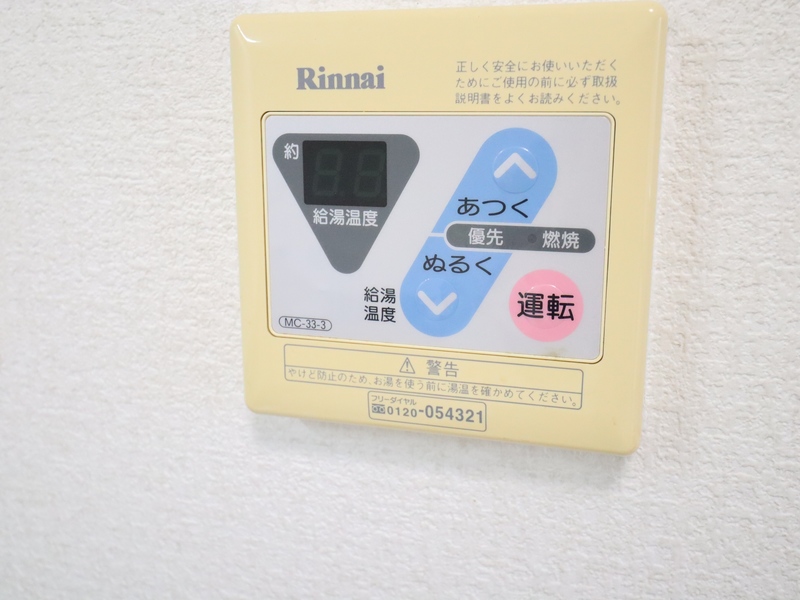 Rinnai
正しく安全にお使いいただく
ためにご使用の前に必ず取扱
説明書をよくお読みください。
約
給湯温度
あつく
優先 燃焼
ぬるく
給湯
温度
運転
MC-33-3
⚠ 警告
やけど防止のため、お湯を使う前に湯温を確かめてください。
フリーダイヤル
0120-054321